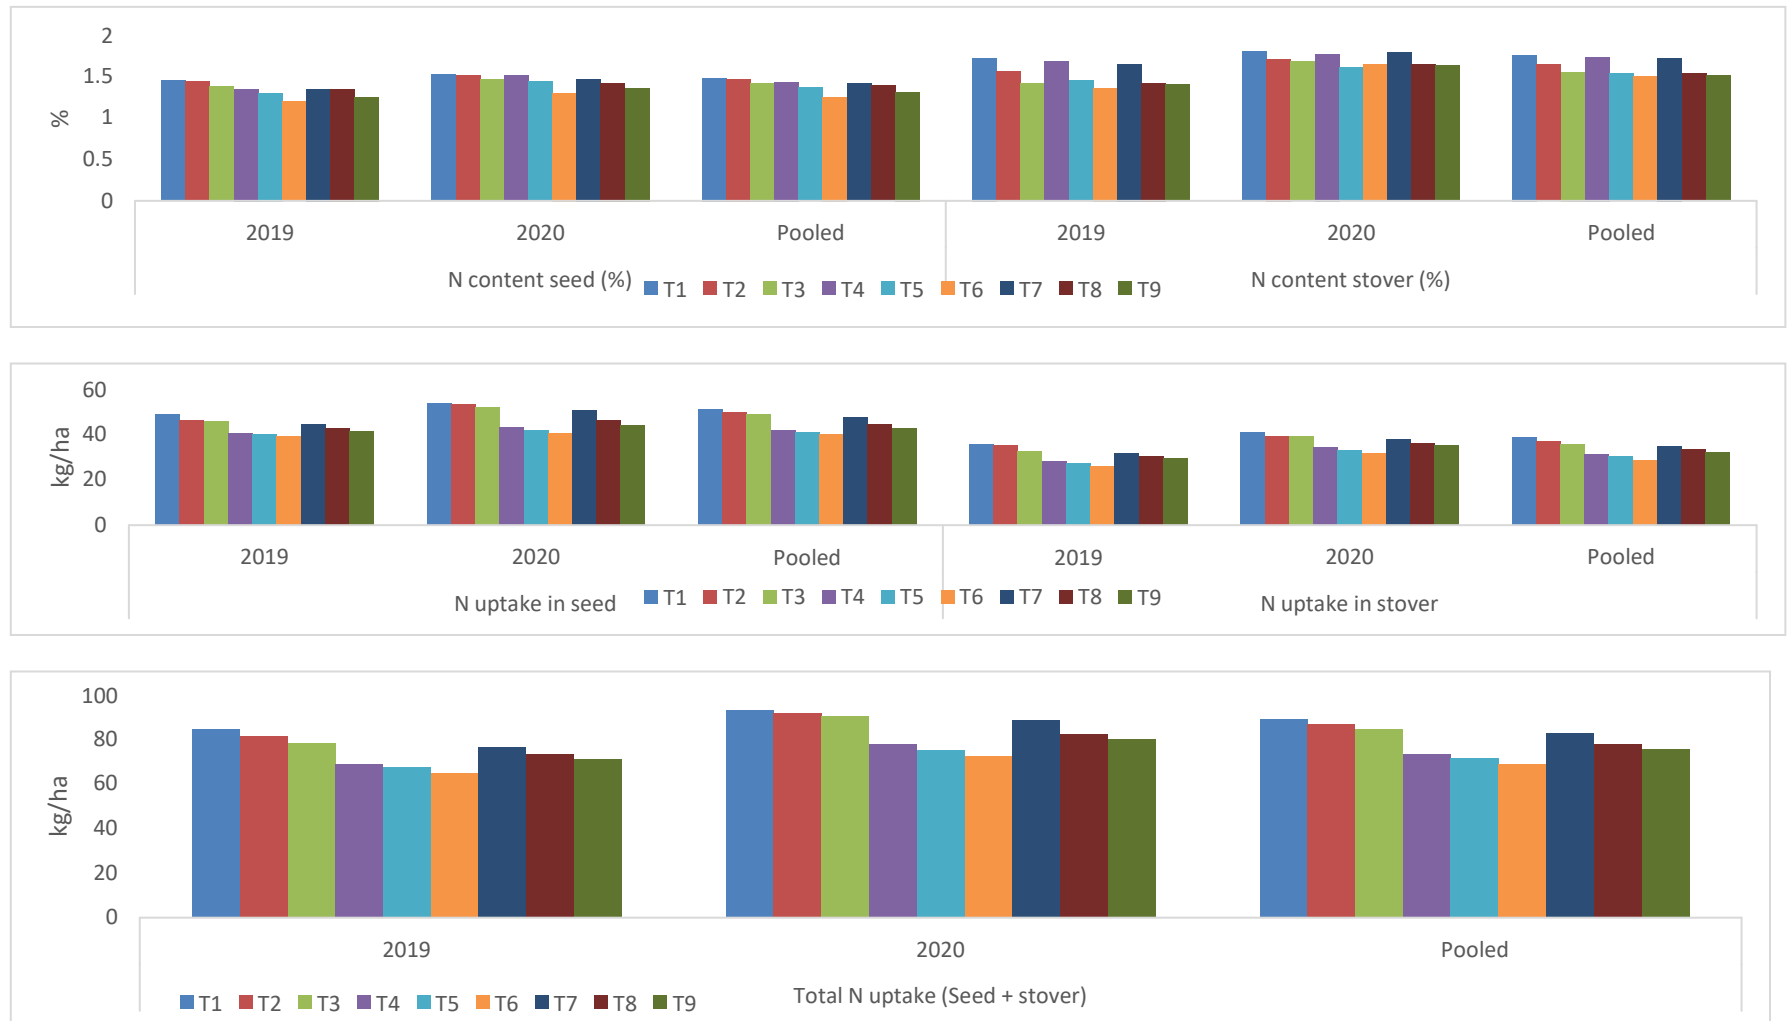 2
1.5
%
1
0.5
0
2019 2020 Pooled 2019 2020 Pooled
N content seed (%) N content stover (%)
T1 T2 T3 T4 T5 T6 T7 T8 T9
60
kg/ha
40
20
0
2019 2020 Pooled 2019 2020 Pooled
N uptake in seed N uptake in stover
T1 T2 T3 T4 T5 T6 T7 T8 T9
100
80
kg/ha
60
40
20
0
2019 2020 Pooled
Total N uptake (Seed + stover)
T1 T2 T3 T4 T5 T6 T7 T8 T9